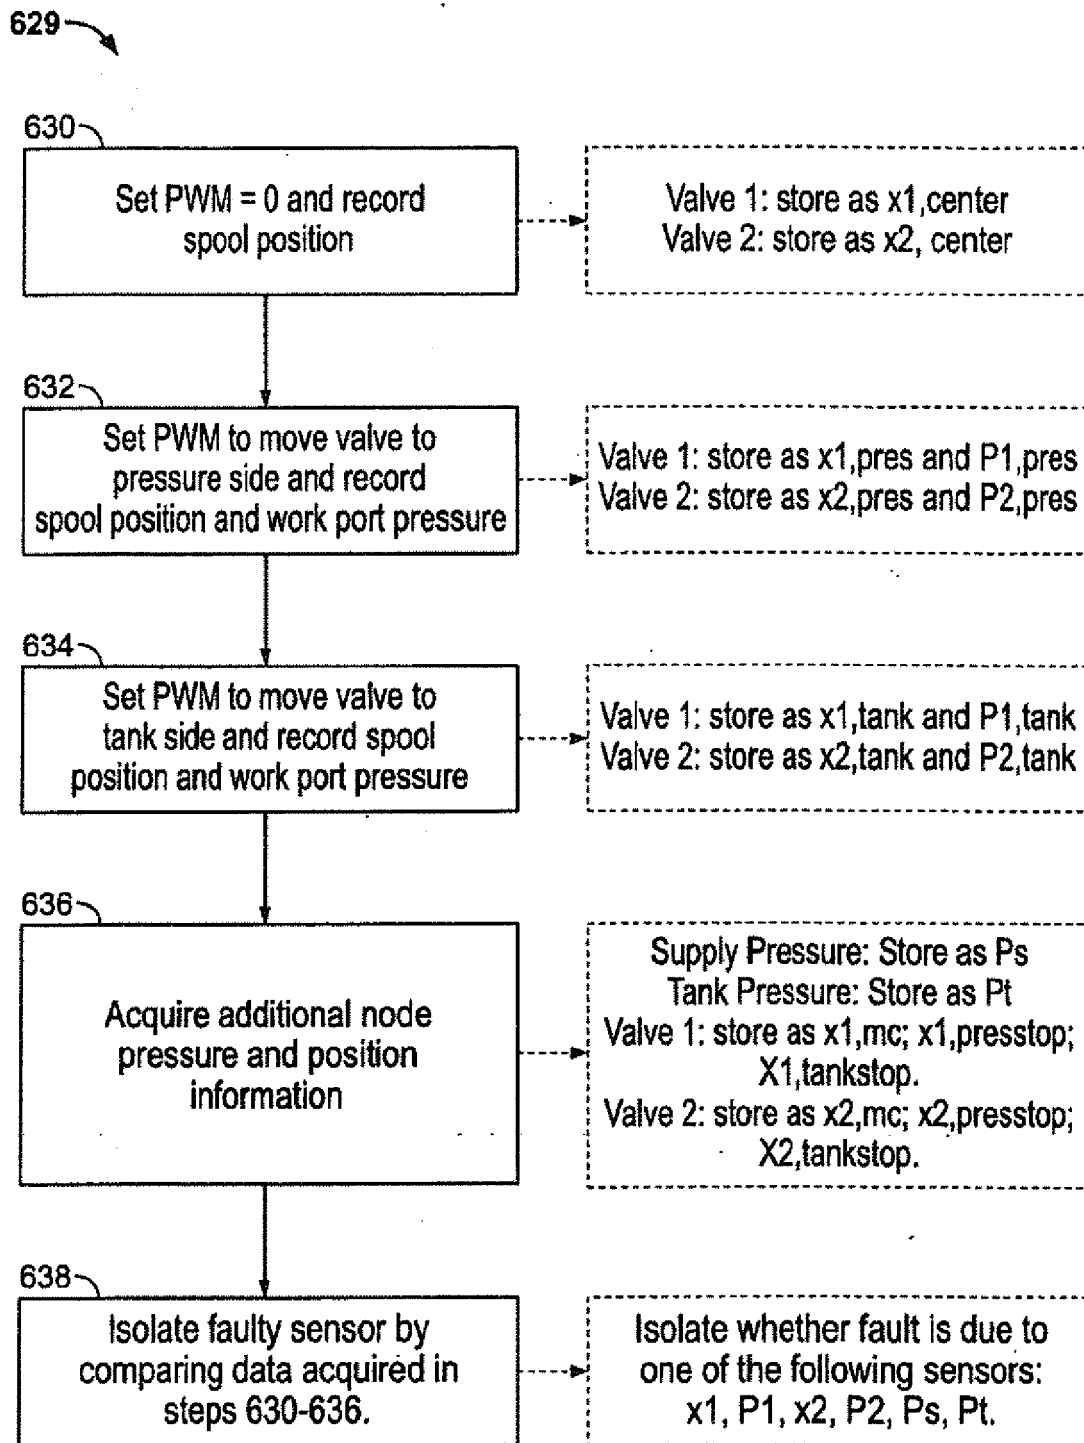 629
630
Set PWM = 0 and record
spool position
Valve 1: store as x1,center
Valve 2: store as x2, center
632
Set PWM to move valve to
pressure side and record
spool position and work port pressure
Valve 1: store as x1,pres and P1,pres
Valve 2: store as x2,pres and P2,pres
634
Set PWM to move valve to
tank side and record spool
position and work port pressure
Valve 1: store as x1,tank and P1,tank
Valve 2: store as x2,tank and P2,tank
636
Acquire additional node
pressure and position
information
Supply Pressure: Store as Ps
Tank Pressure: Store as Pt
Valve 1: store as x1,mc; x1,presstop;
X1,tankstop.
Valve 2: store as x2,mc; x2,presstop;
X2,tankstop.
638
Isolate faulty sensor by
comparing data acquired in
steps 630-636.
Isolate whether fault is due to
one of the following sensors:
x1, P1, x2, P2, Ps, Pt.